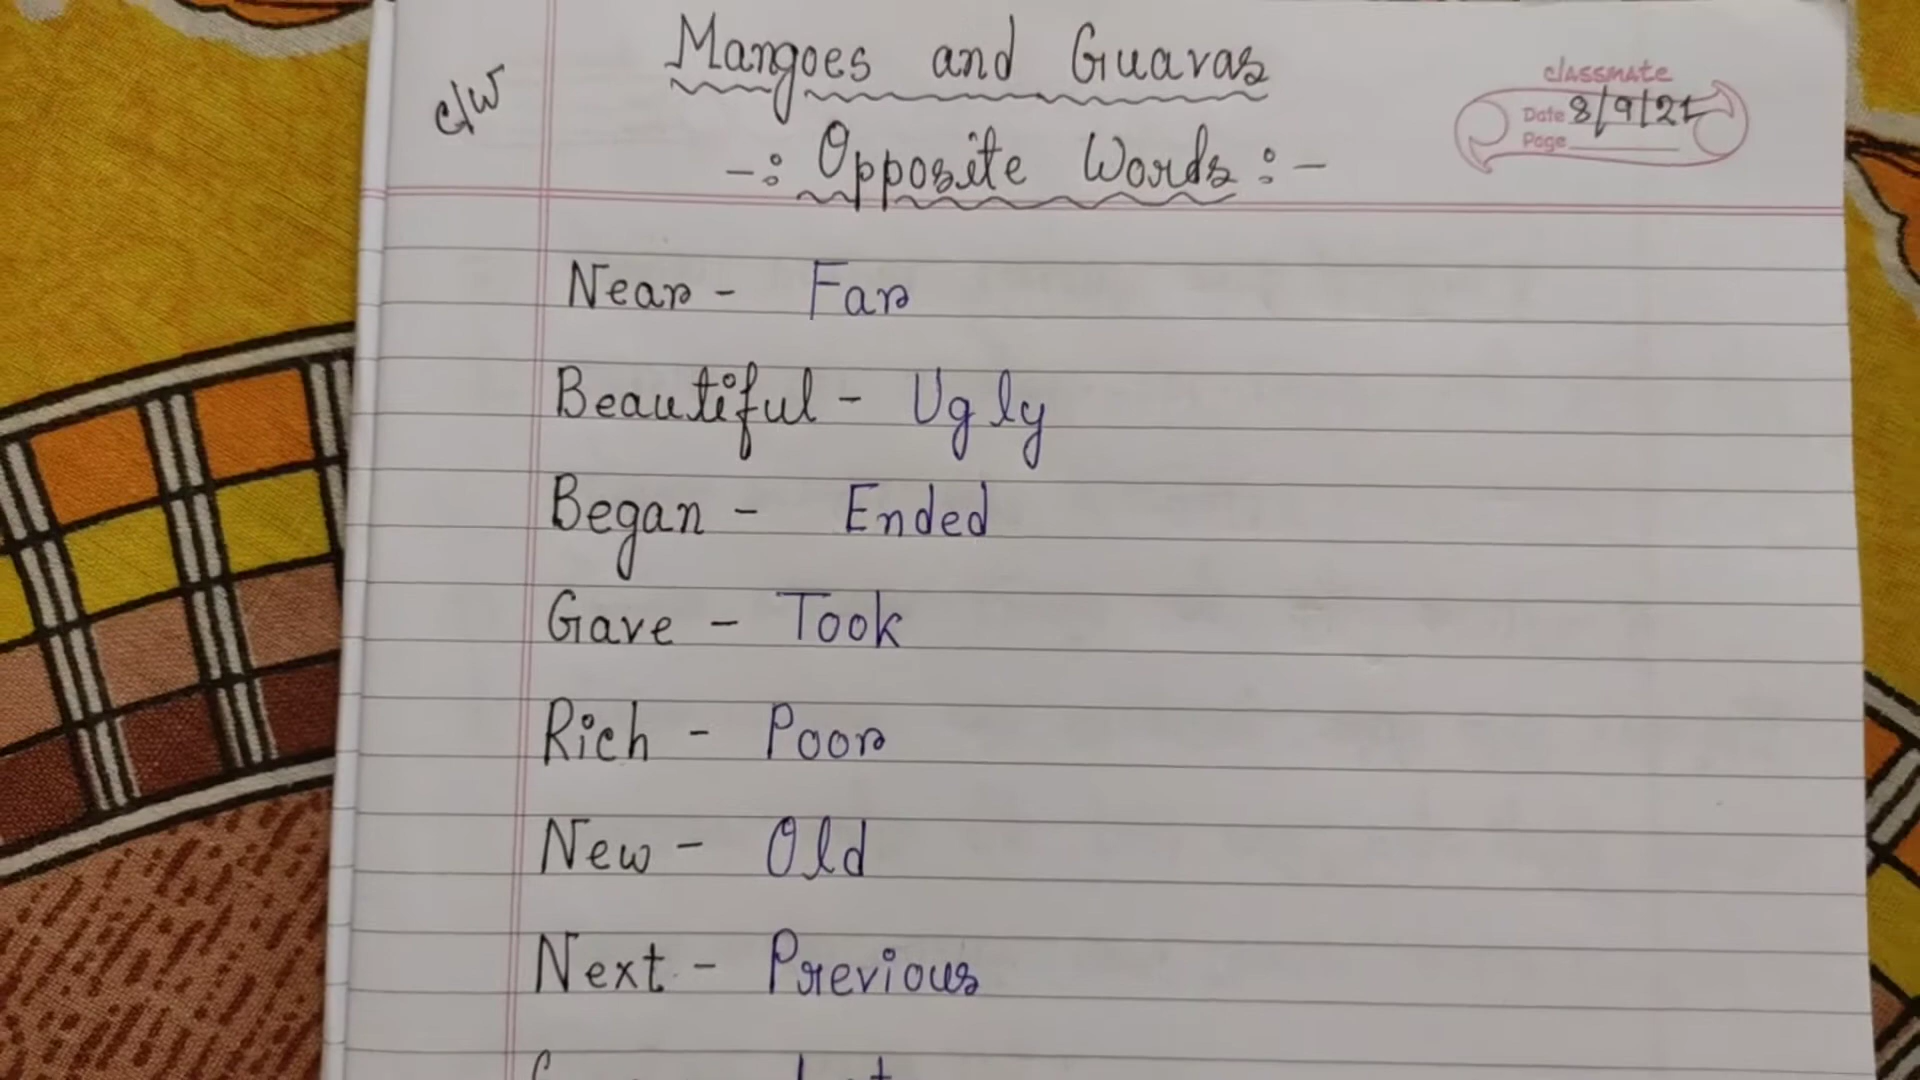 Mangoes and Guavas
c/w
classmate
Date 8/9/21
Page
-: Opposite Words :-
Near - Far
Beautiful - Ugly
Began - Ended
Gave - Took
Rich - Poor
New - Old
Next - Previous